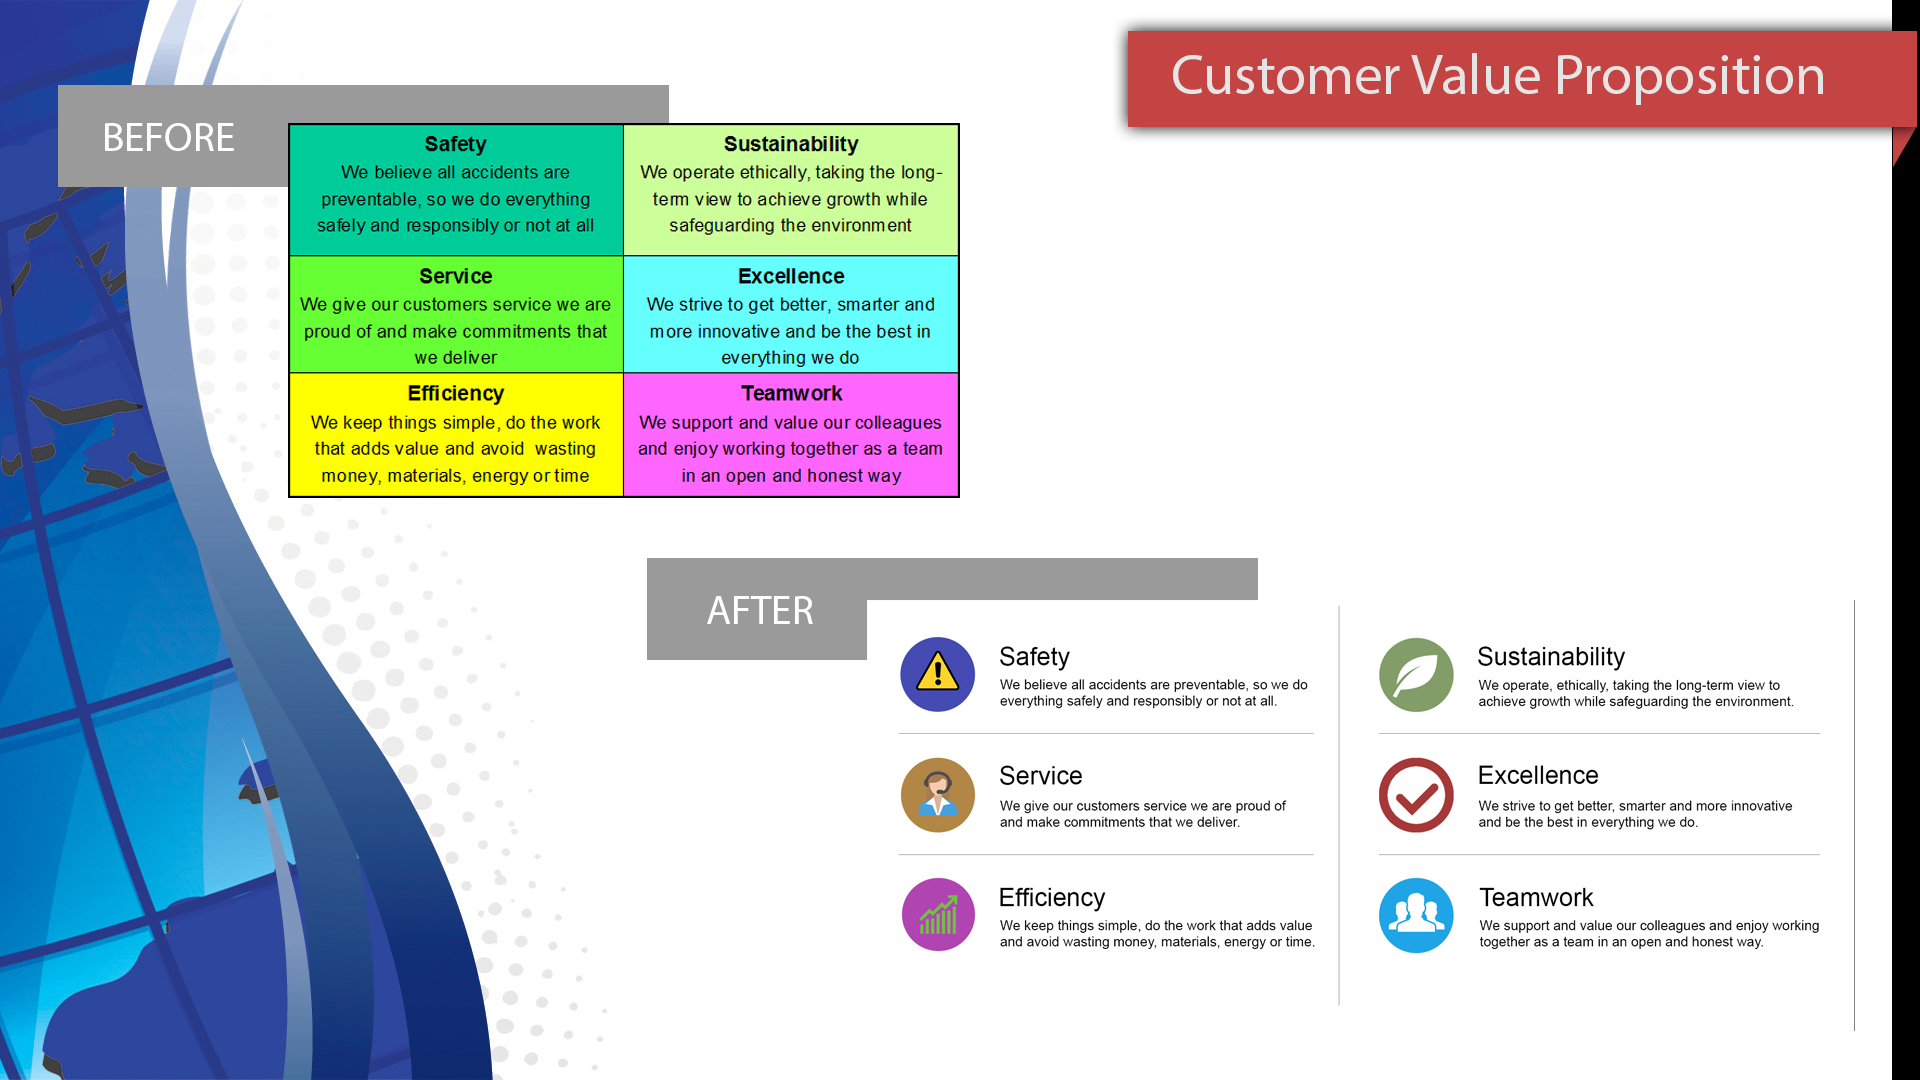 Customer Value Proposition
BEFORE
Safety
We believe all accidents are
preventable, so we do everything
safely and responsibly or not at all
Sustainability
We operate ethically, taking the long-
term view to achieve growth while
safeguarding the environment
Service
We give our customers service we are
proud of and make commitments that
we deliver
Excellence
We strive to get better, smarter and
more innovative and be the best in
everything we do
Efficiency
We keep things simple, do the work
that adds value and avoid  wasting
money, materials, energy or time
Teamwork
We support and value our colleagues
and enjoy working together as a team
in an open and honest way
AFTER
Safety
We believe all accidents are preventable, so we do
everything safely and responsibly or not at all.
Sustainability
We operate, ethically, taking the long-term view to
achieve growth while safeguarding the environment.
Service
We give our customers service we are proud of
and make commitments that we deliver.
Excellence
We strive to get better, smarter and more innovative
and be the best in everything we do.
Efficiency
We keep things simple, do the work that adds value
and avoid wasting money, materials, energy or time.
Teamwork
We support and value our colleagues and enjoy working
together as a team in an open and honest way.